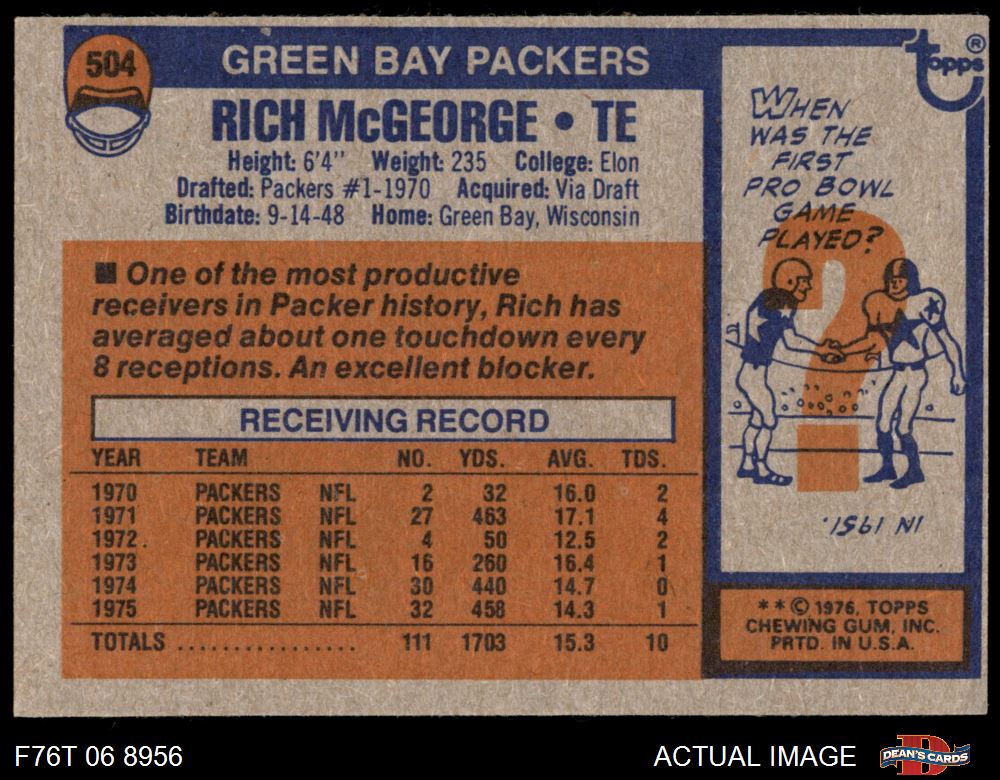 504
GREEN BAY PACKERS
RICH McGEORGE • TE
Height: 6'4" Weight: 235 College: Elon
Drafted: Packers #1-1970 Acquired: Via Draft
Birthdate: 9-14-48 Home: Green Bay, Wisconsin
■ One of the most productive
receivers in Packer history, Rich has
averaged about one touchdown every
8 receptions. An excellent blocker.
RECEIVING RECORD
YEAR TEAM NO. YDS. AVG. TDS.
1970 PACKERS NFL 2 32 16.0 2
1971 PACKERS NFL 27 463 17.1 4
1972. PACKERS NFL 4 50 12.5 2
1973 PACKERS NFL 16 260 16.4 1
1974 PACKERS NFL 30 440 14.7 0
1975 PACKERS NFL 32 458 14.3 1
TOTALS ................ 111 1703 15.3 10
Topps ®
WHEN
WAS THE
FIRST
PRO BOWL
GAME
PLAYED?
?
IN 1951.
** © 1976, TOPPS
CHEWING GUM, INC.
PRTD. IN U.S.A.
F76T 06 8956
ACTUAL IMAGE
D
DEAN'S CARDS